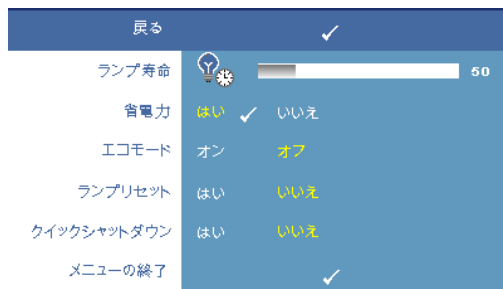 戻る
ランプ寿命 50
省電力 はい いいえ
エコモード オン オフ
ランプリセット はい いいえ
クイックシャットダウン はい いいえ
メニューの終了